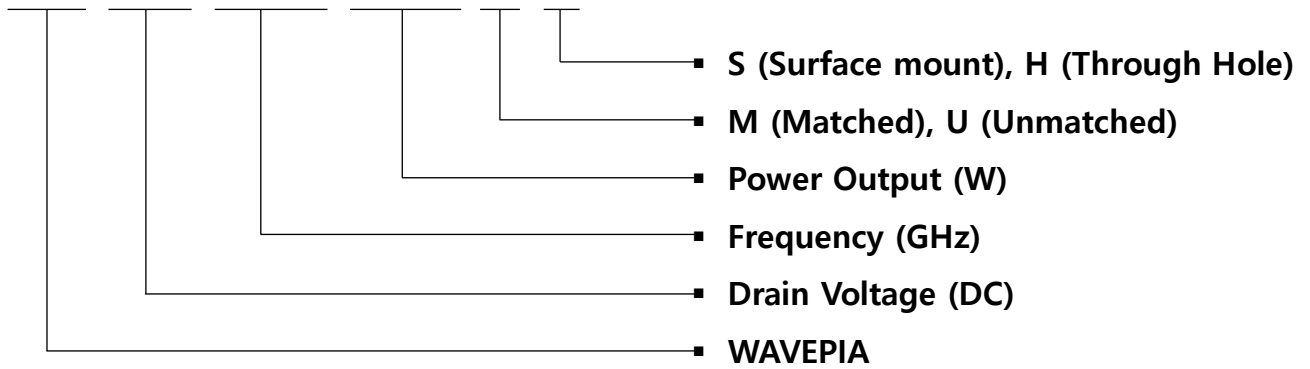 ▪ S (Surface mount), H (Through Hole)
▪ M (Matched), U (Unmatched)
▪ Power Output (W)
▪ Frequency (GHz)
▪ Drain Voltage (DC)
▪ WAVEPIA